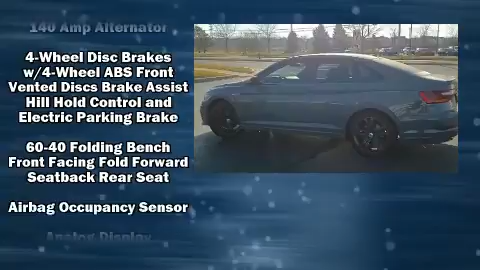 140 Amp Alternator
4-Wheel Disc Brakes
w/4-Wheel ABS Front
Vented Discs Brake Assist
Hill Hold Control and
Electric Parking Brake
60-40 Folding Bench
Front Facing Fold Forward
Seatback Rear Seat
Airbag Occupancy Sensor
Analog Display